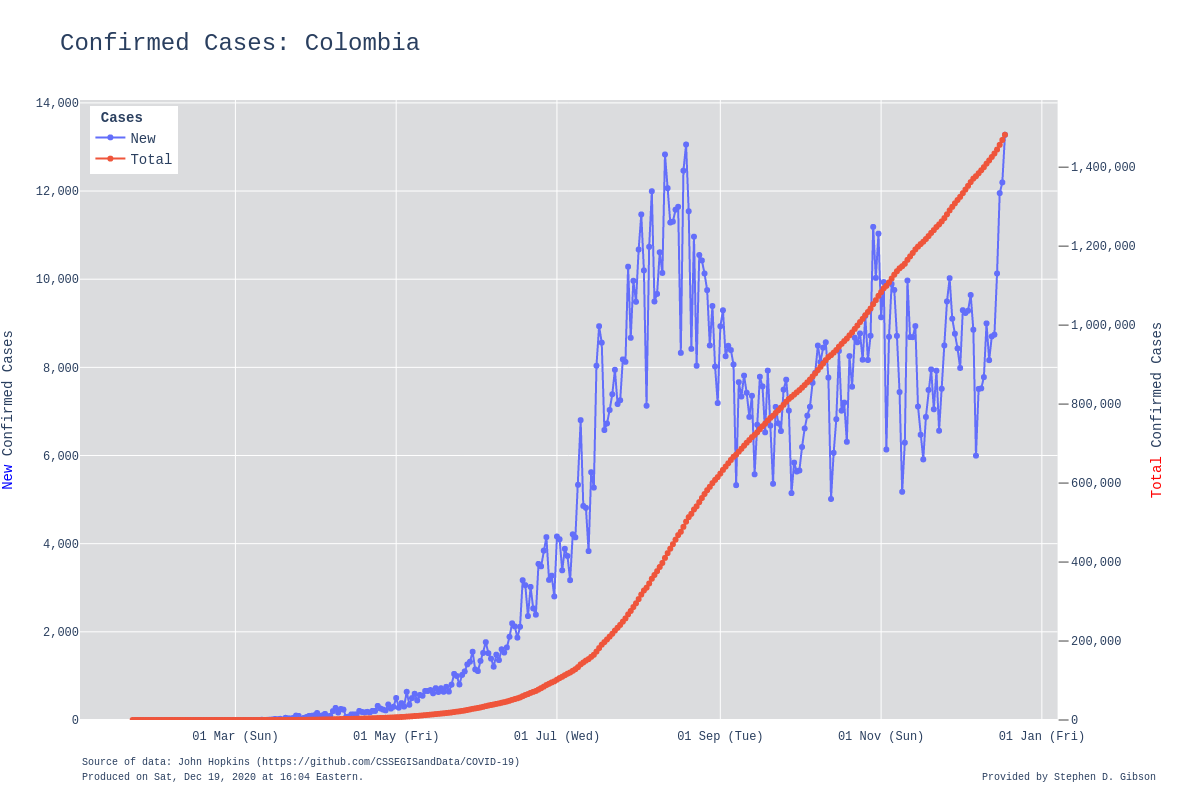 Confirmed Cases: Colombia
Cases
New
Total
14,000
12,000
10,000
8,000
6,000
4,000
2,000
0
New Confirmed Cases
1,400,000
1,200,000
1,000,000
800,000
600,000
400,000
200,000
0
Total Confirmed Cases
01 Mar (Sun) 01 May (Fri) 01 Jul (Wed) 01 Sep (Tue) 01 Nov (Sun) 01 Jan (Fri)
Source of data: John Hopkins (https://github.com/CSSEGISandData/COVID-19)
Produced on Sat, Dec 19, 2020 at 16:04 Eastern.
Provided by Stephen D. Gibson